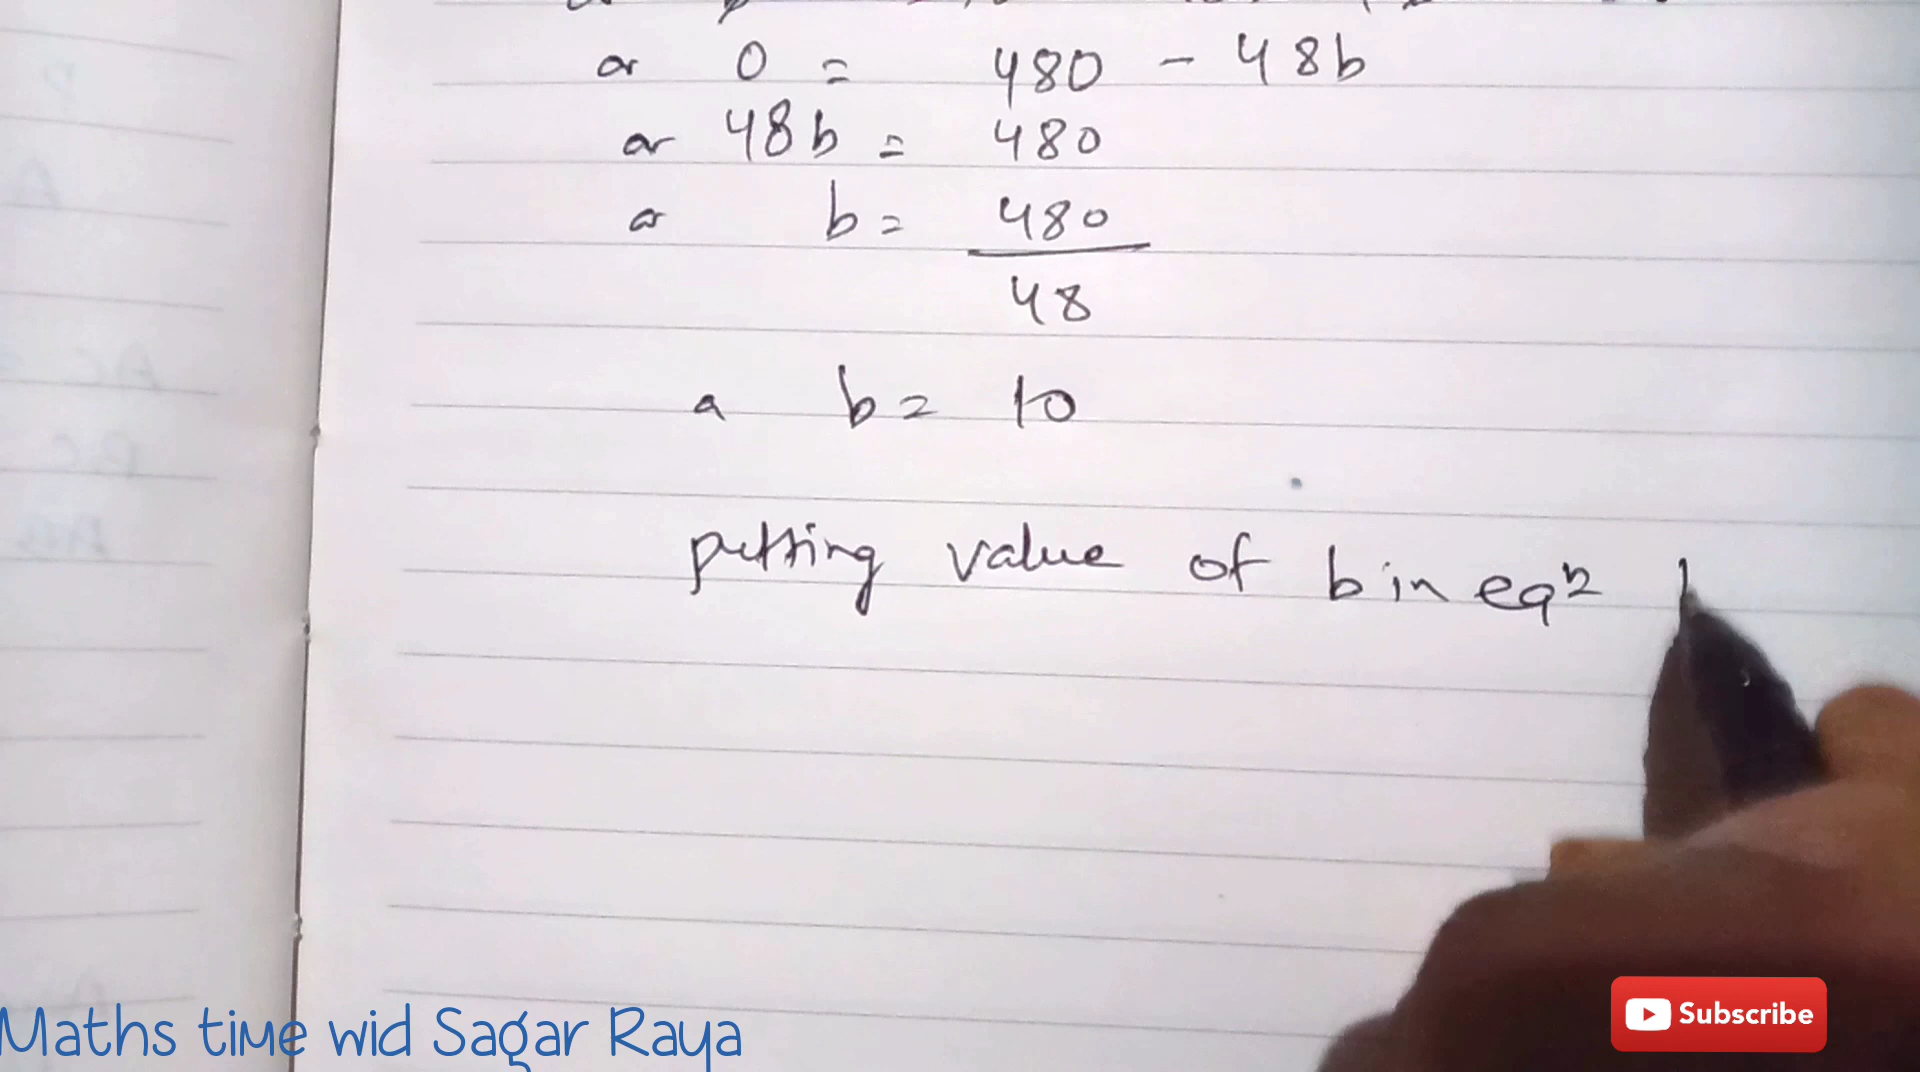 or 0 = 480 - 48b
or 48b = 480
or b = 480
48
a b = 10
putting value of b in eqn
Maths time wid Sagar Raya
Subscribe